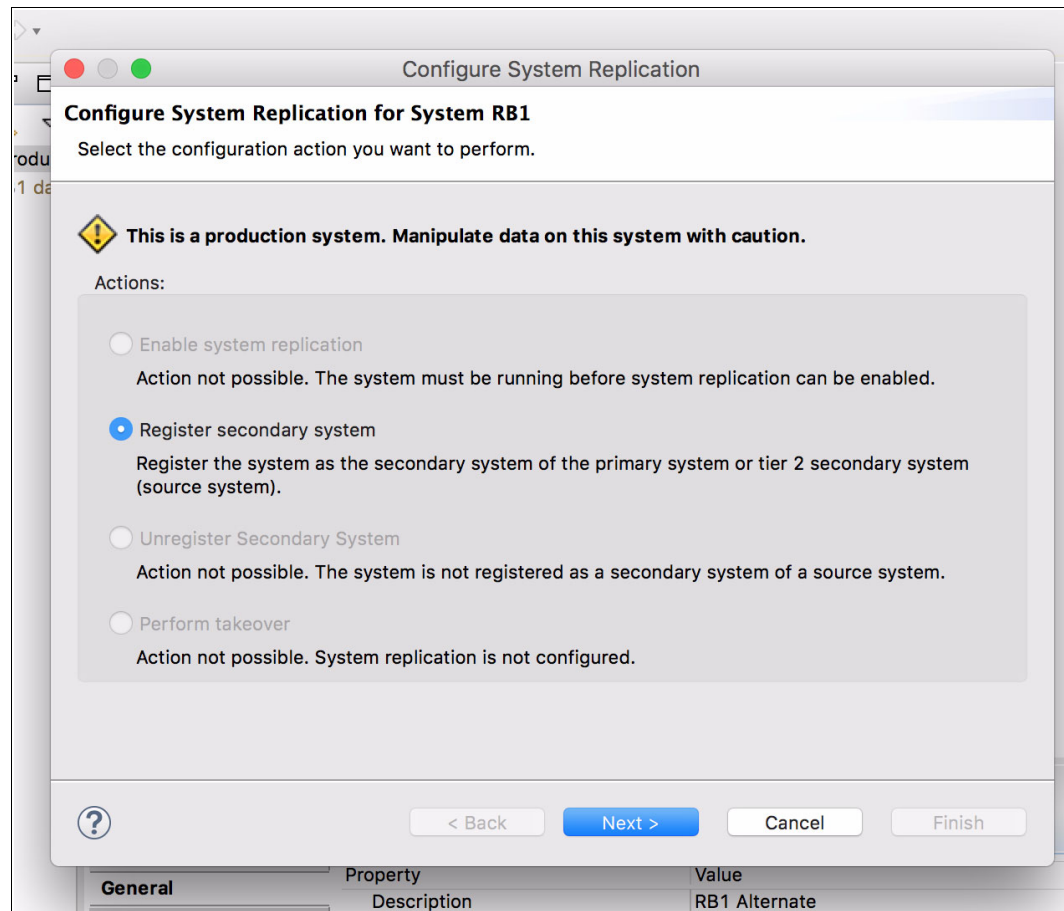 Configure System Replication
Configure System Replication for System RB1
Select the configuration action you want to perform.
This is a production system. Manipulate data on this system with caution.
Actions:
Enable system replication
Action not possible. The system must be running before system replication can be enabled.
Register secondary system
Register the system as the secondary system of the primary system or tier 2 secondary system
(source system).
Unregister Secondary System
Action not possible. The system is not registered as a secondary system of a source system.
Perform takeover
Action not possible. System replication is not configured.
?
< Back
Next >
Cancel
Finish
General
Property
Value
Description
RB1 Alternate